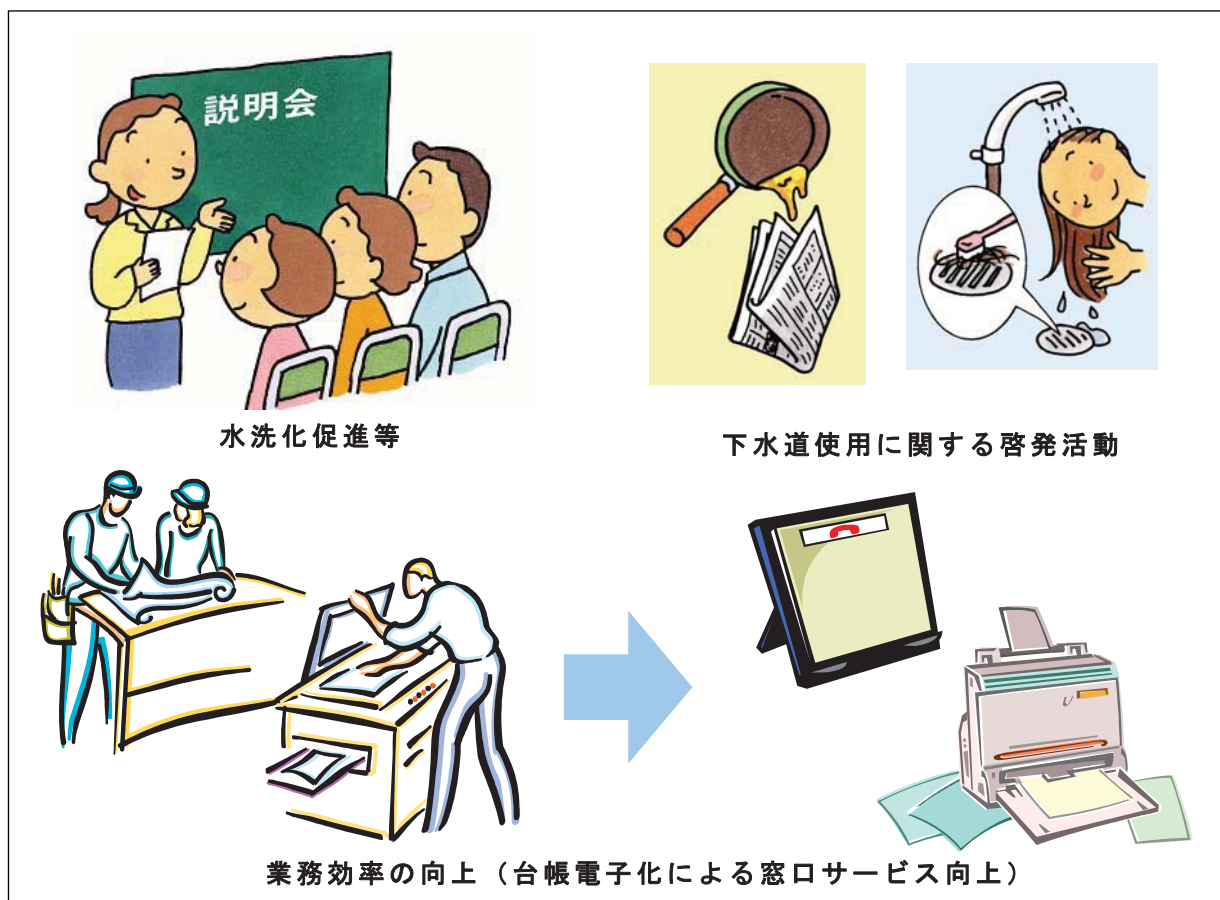 説明会
水洗化促進等
下水道使用に関する啓発活動
業務効率の向上（台帳電子化による窓口サービス向上）